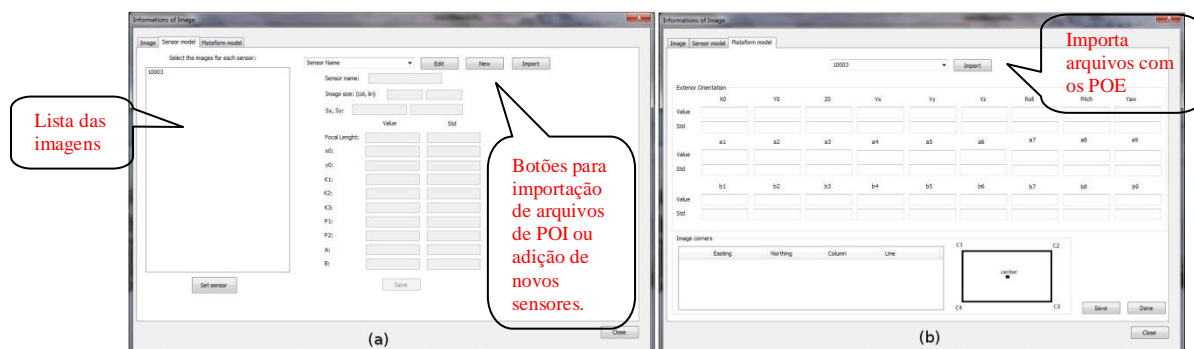 Informations of Image
Image Sensor model Plataform model
Select the images for each sensor:
10003
Set sensor
Sensor Name
Edit New Import
Sensor name:
Image size: (col, lin)
Sx, Sy:
Value Std
Focal Lenght:
x0:
y0:
K1:
K2:
K3:
P1:
P2:
A:
B:
Save
Close
(a)
Lista das
imagens
Botões para
importação
de arquivos
de POI ou
adição de
novos
sensores.
Informations of Image
Image Sensor model Plataform model
10003 Import
Importa
arquivos com
os POE
Exterior Orientation
X0 Y0 Z0 Vx Vy Vz Roll Pitch Yaw
Value
Std
a1 a2 a3 a4 a5 a6 a7 a8 a9
Value
Std
b1 b2 b3 b4 b5 b6 b7 b8 b9
Value
Std
Image corners
Easting Northing Column Line
C1 C2
center
C4 C3
Save Done
Close
(b)